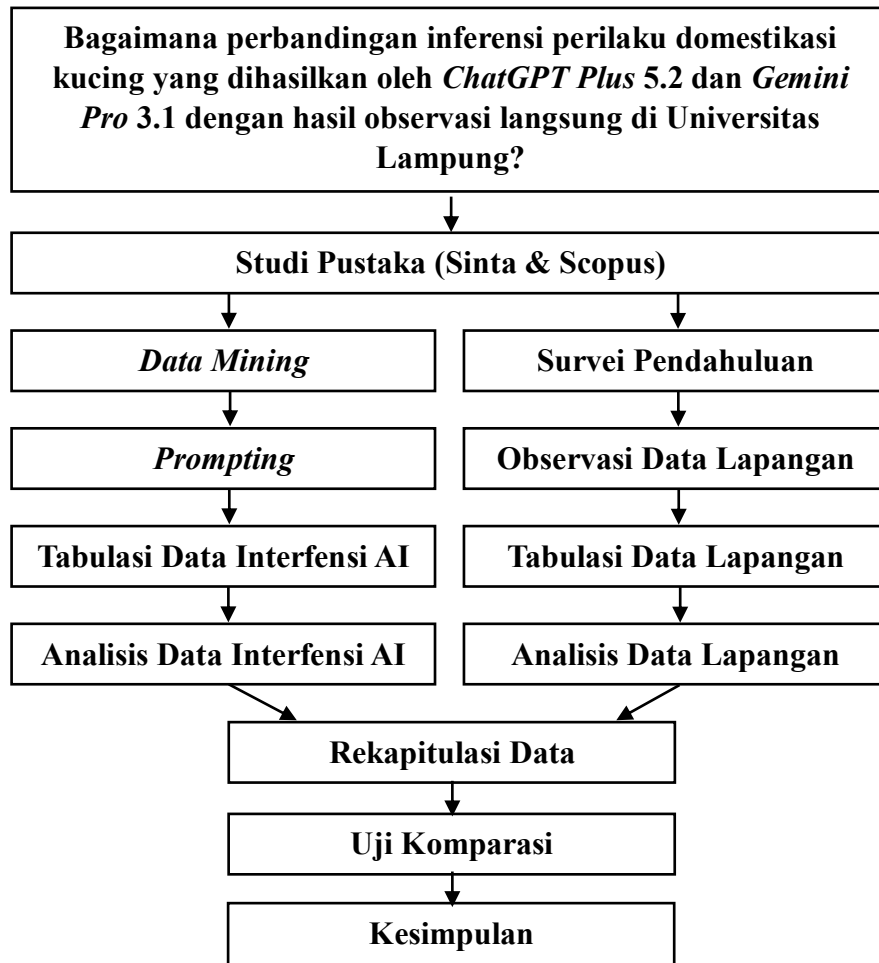 Bagaimana perbandingan inferensi perilaku domestikasi
kucing yang dihasilkan oleh ChatGPT Plus 5.2 dan Gemini
Pro 3.1 dengan hasil observasi langsung di Universitas
Lampung?
Studi Pustaka (Sinta & Scopus)
Data Mining
Survei Pendahuluan
Prompting
Observasi Data Lapangan
Tabulasi Data Interfensi AI
Tabulasi Data Lapangan
Analisis Data Interfensi AI
Analisis Data Lapangan
Rekapitulasi Data
Uji Komparasi
Kesimpulan